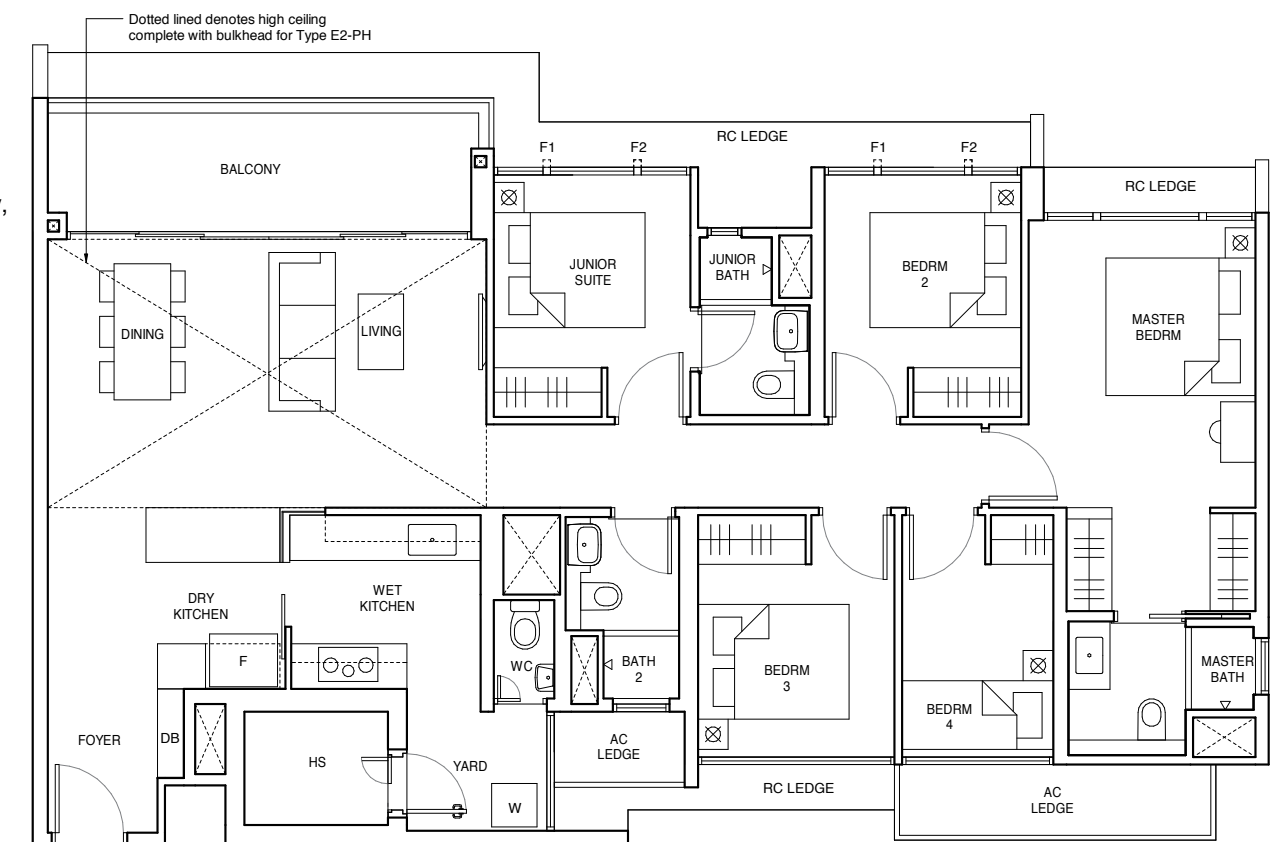 Dotted lined denotes high ceiling
complete with bulkhead for Type E2-PH
RC LEDGE
F1
F2
F1
F2
BALCONY
RC LEDGE
,
JUNIOR
SUITE
JUNIOR
BATH
BEDRM
2
DINING
LIVING
MASTER
BEDRM
DRY
KITCHEN
WET
KITCHEN
F
WC
BATH
2
BEDRM
3
BEDRM
4
MASTER
BATH
FOYER
DB
HS
YARD
AC
LEDGE
W
RC LEDGE
AC
LEDGE